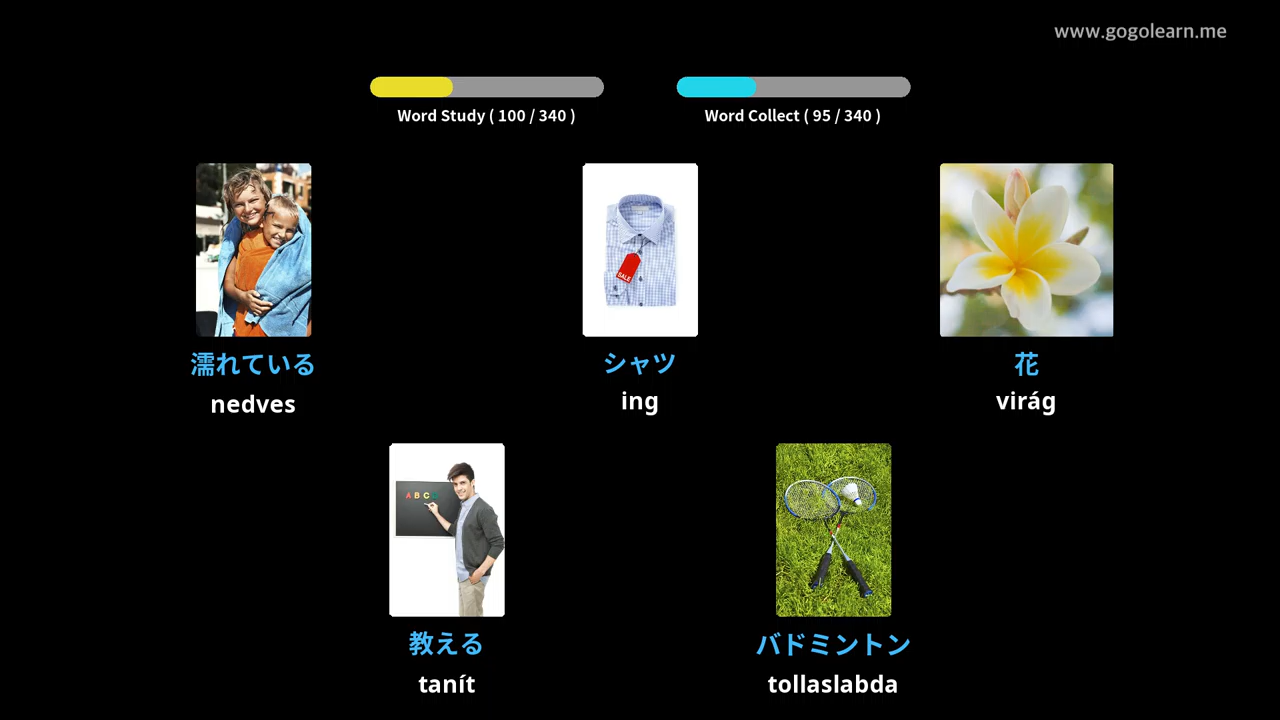 www.gogolearn.me
Word Study ( 100 / 340 )
Word Collect ( 95 / 340 )
SALE
濡れている
nedves
シャツ
ing
花
virág
A B C D
教える
tanít
バドミントン
tollaslabda